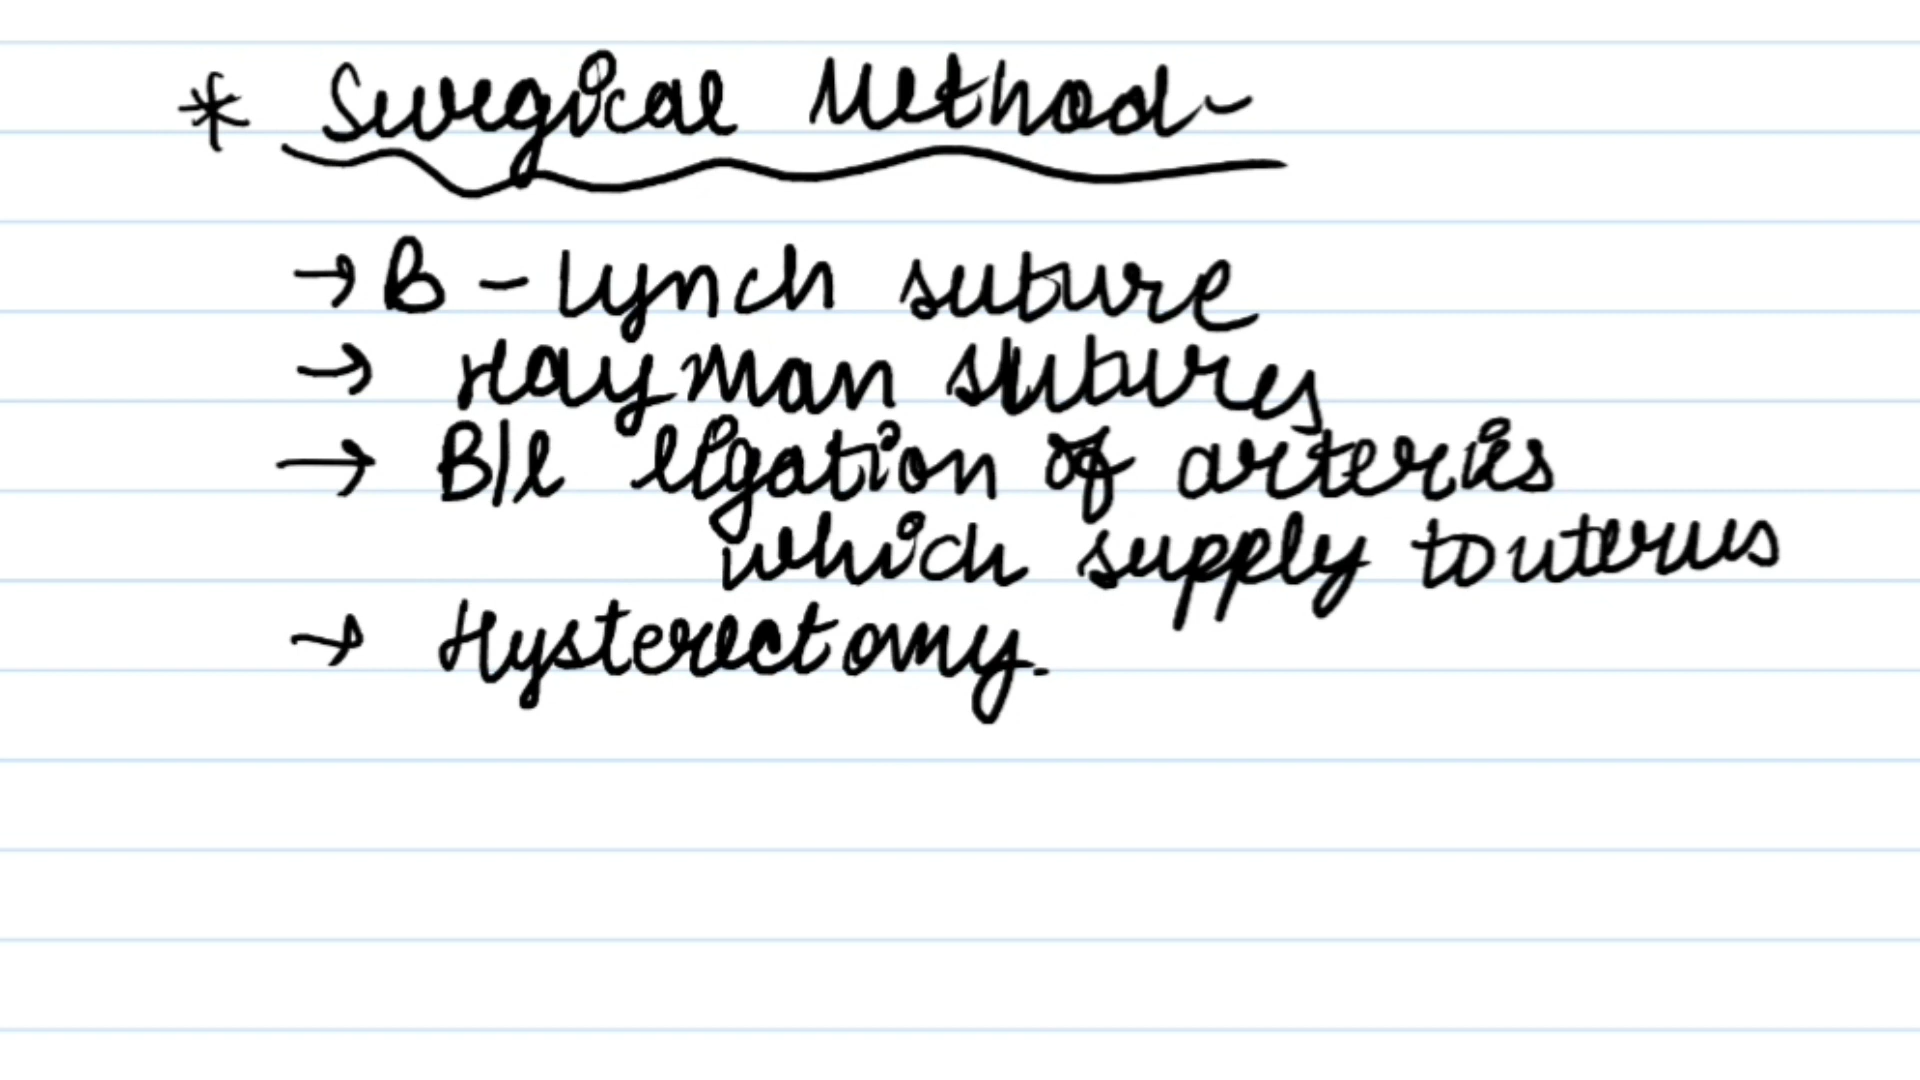 * Surgical Method -
→ B - Lynch suture
→ Hayman sutures
→ B/l ligation of arteries
which supply to uterus
→ Hysterectomy.